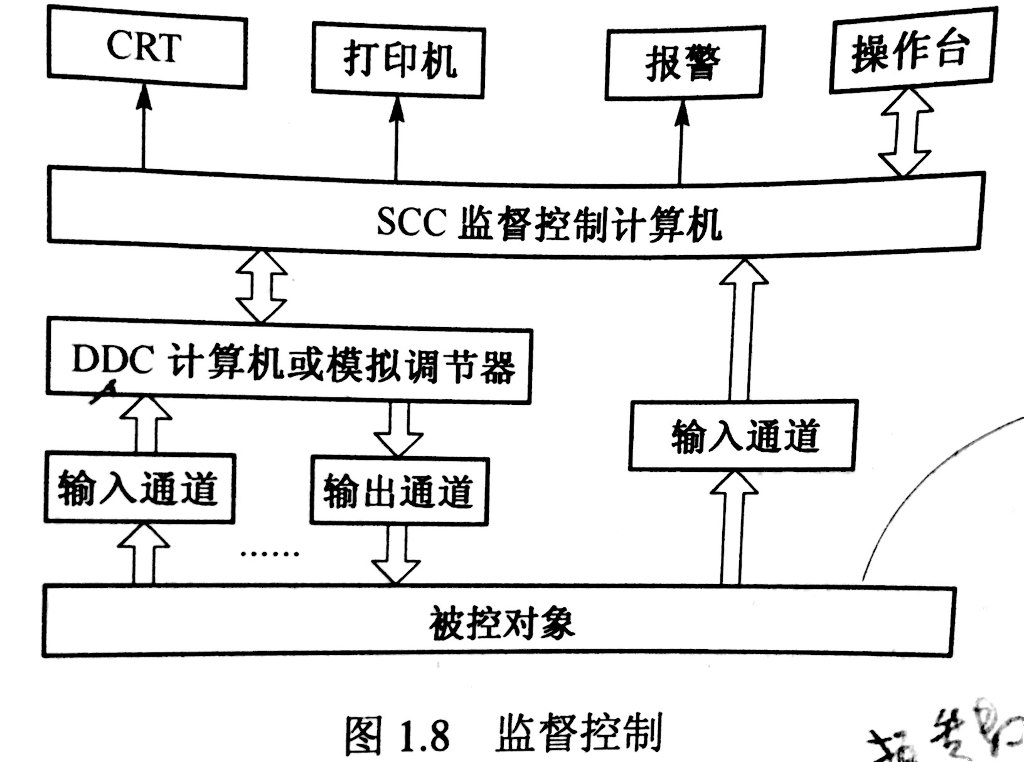 CRT
打印机
报警
操作台
SCC 监督控制计算机
DDC 计算机或模拟调节器
输入通道
输入通道
输出通道
……
被控对象
图 1.8 监督控制